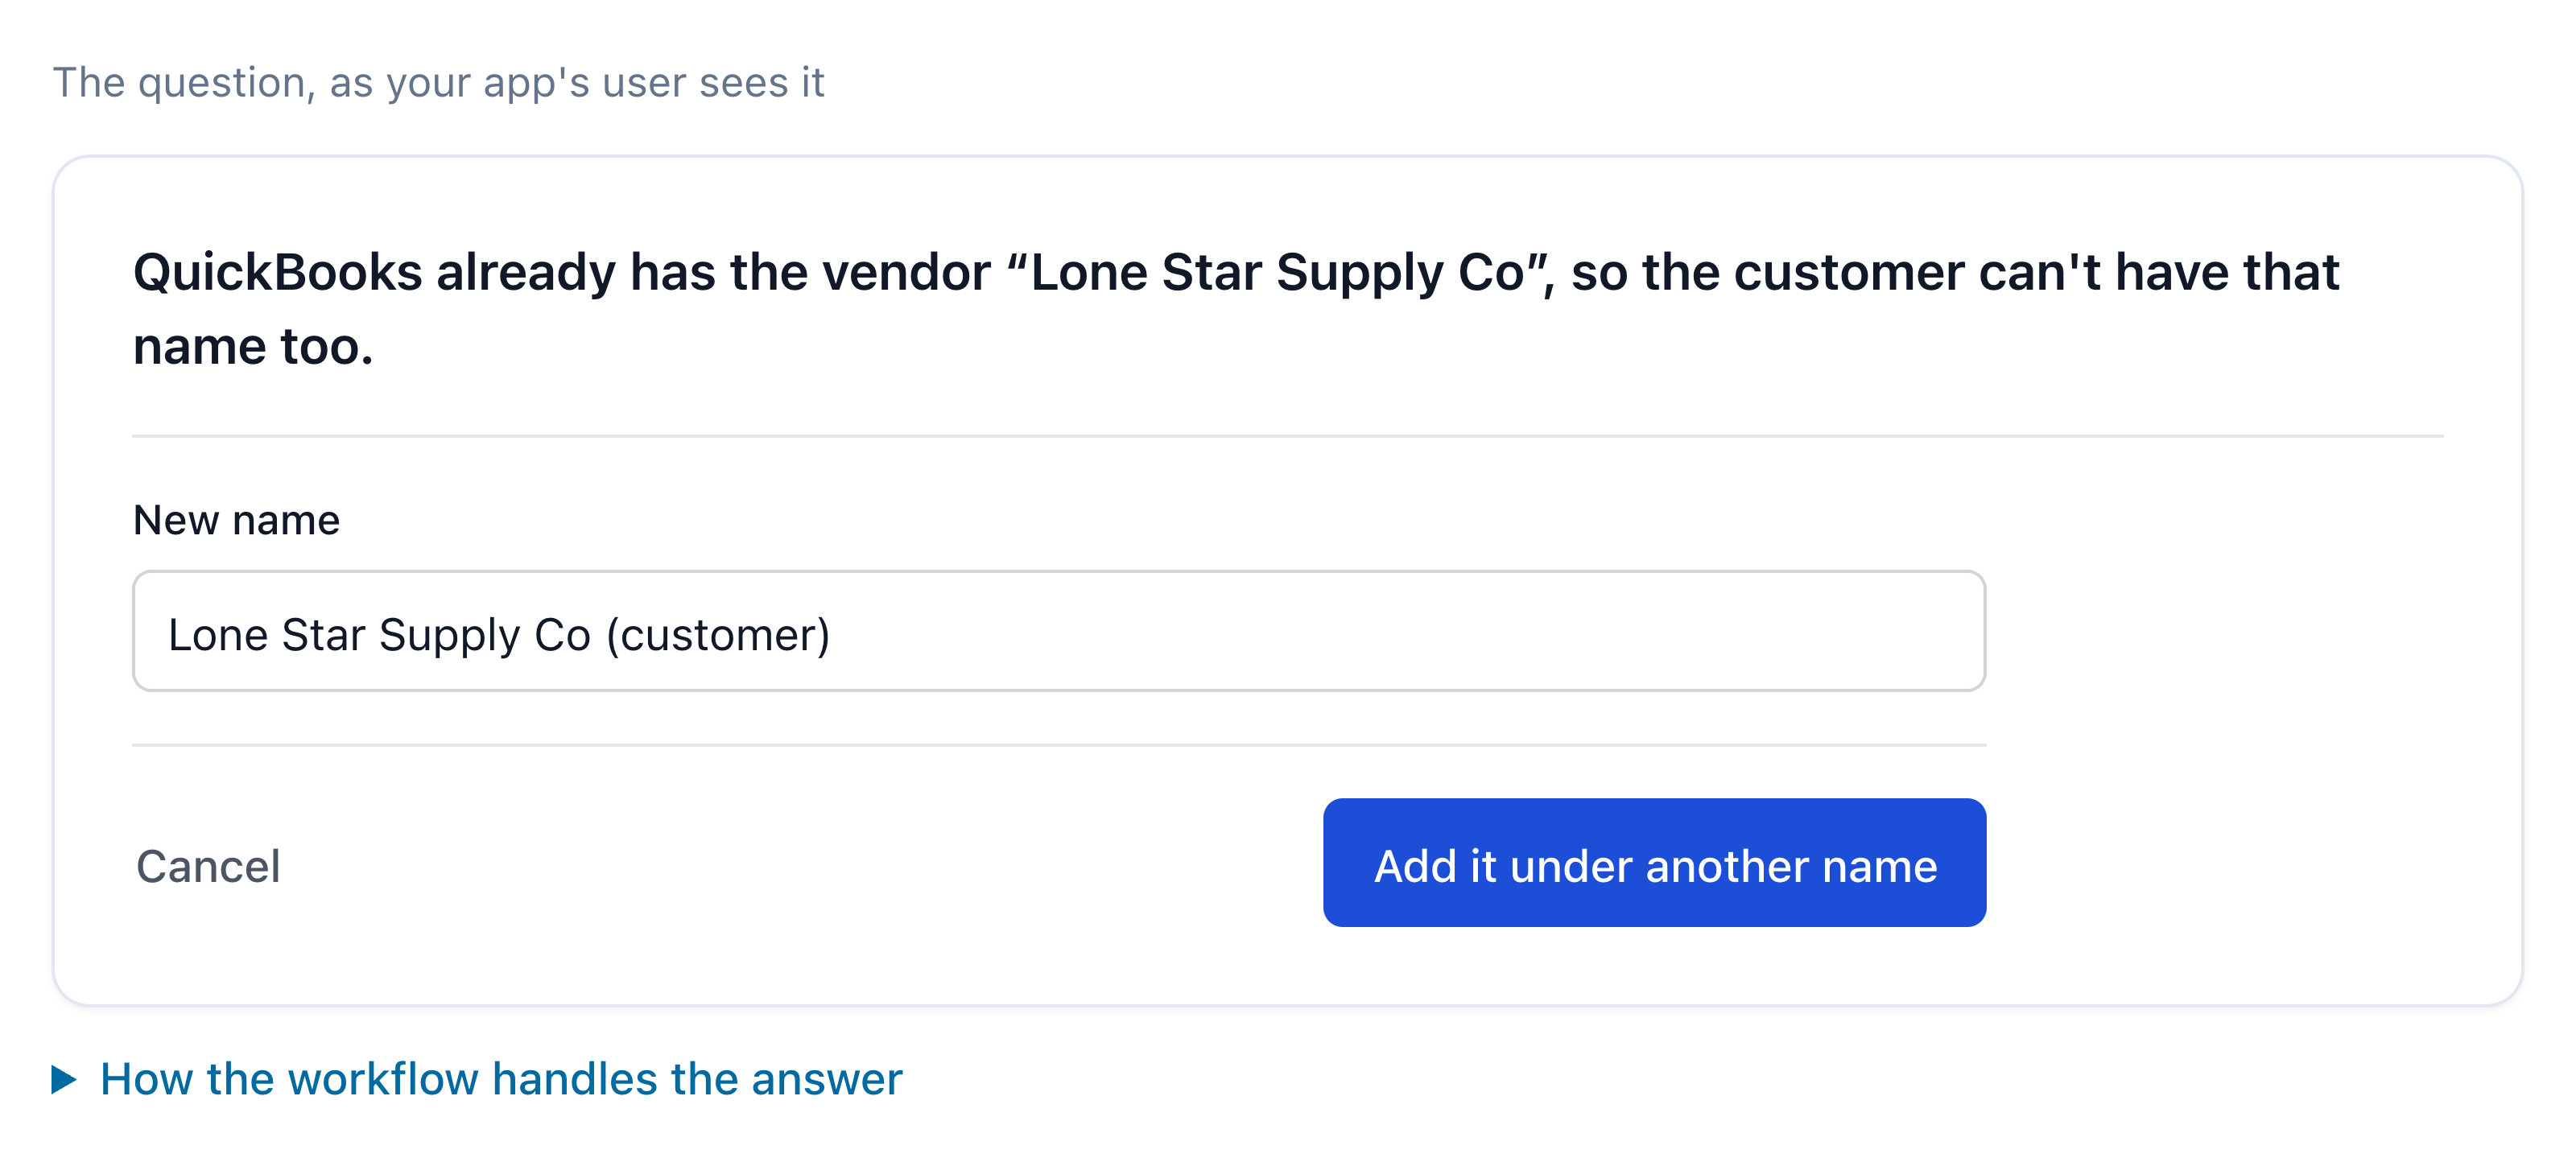 The question, as your app's user sees it
QuickBooks already has the vendor “Lone Star Supply Co”, so the customer can't have that
name too.
New name
Lone Star Supply Co (customer)
Cancel
Add it under another name
How the workflow handles the answer